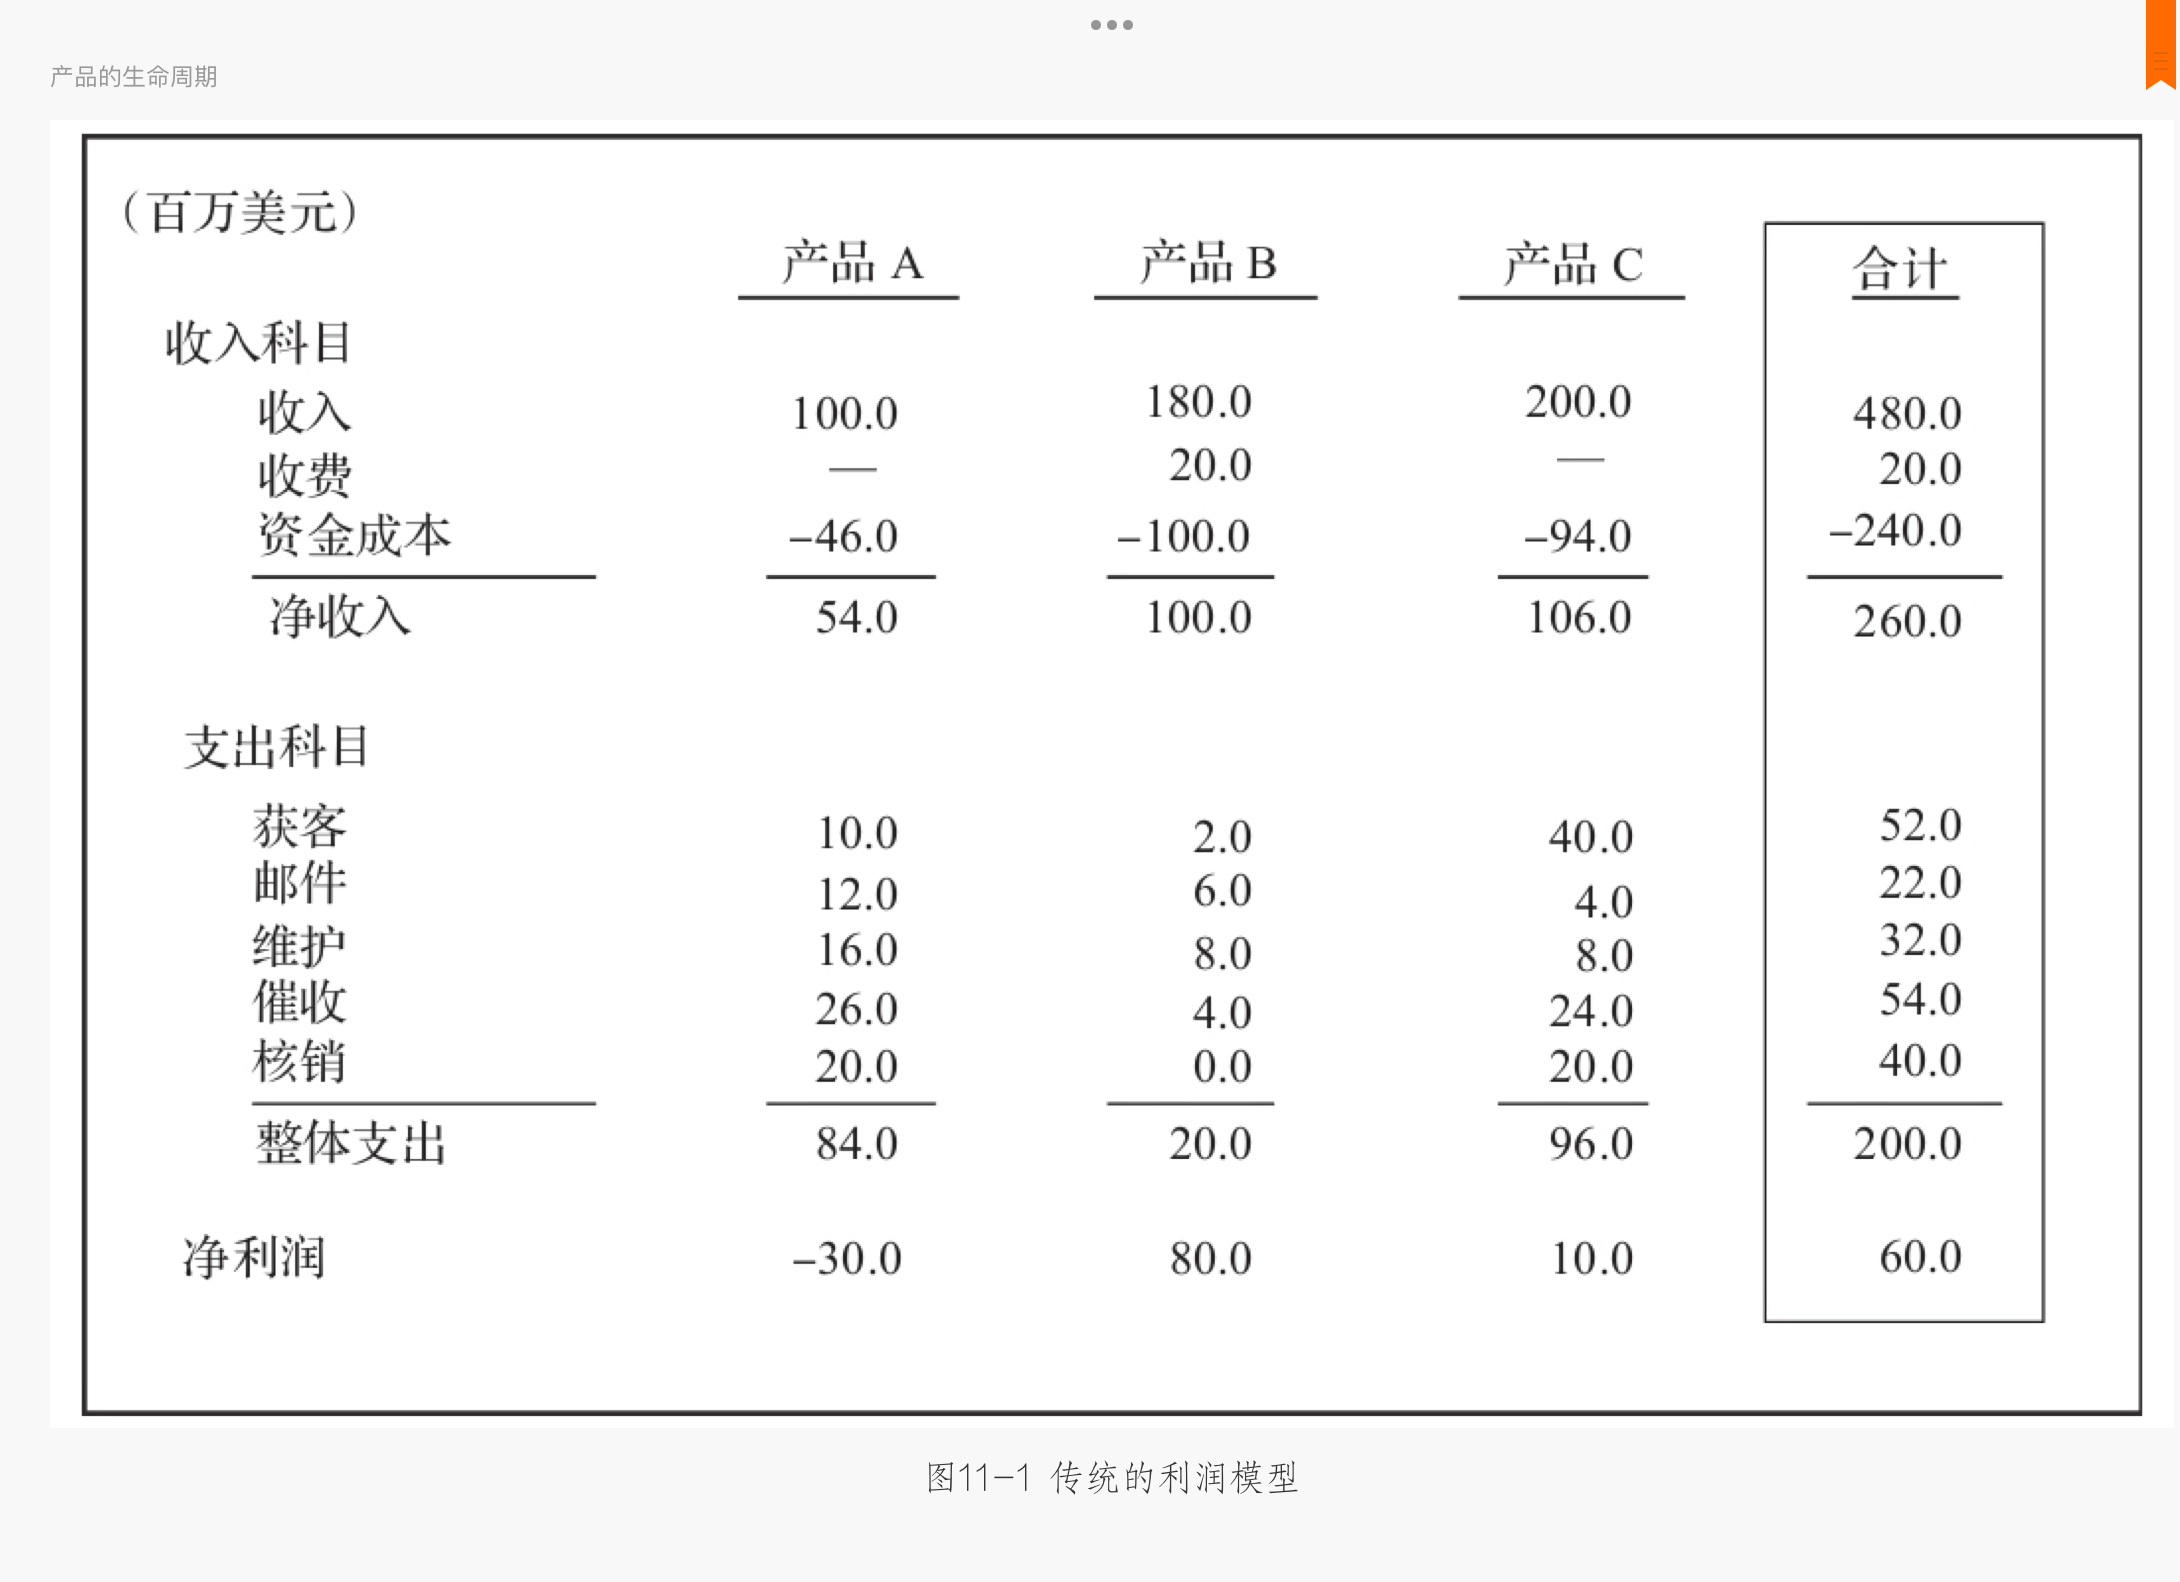 产品的生命周期
（百万美元）
产品 A 产品 B 产品 C 合计
收入科目
收入 100.0 180.0 200.0 480.0
收费 — 20.0 — 20.0
资金成本 –46.0 –100.0 –94.0 –240.0
净收入 54.0 100.0 106.0 260.0
支出科目
获客 10.0 2.0 40.0 52.0
邮件 12.0 6.0 4.0 22.0
维护 16.0 8.0 8.0 32.0
催收 26.0 4.0 24.0 54.0
核销 20.0 0.0 20.0 40.0
整体支出 84.0 20.0 96.0 200.0
净利润 –30.0 80.0 10.0 60.0
图11-1 传统的利润模型